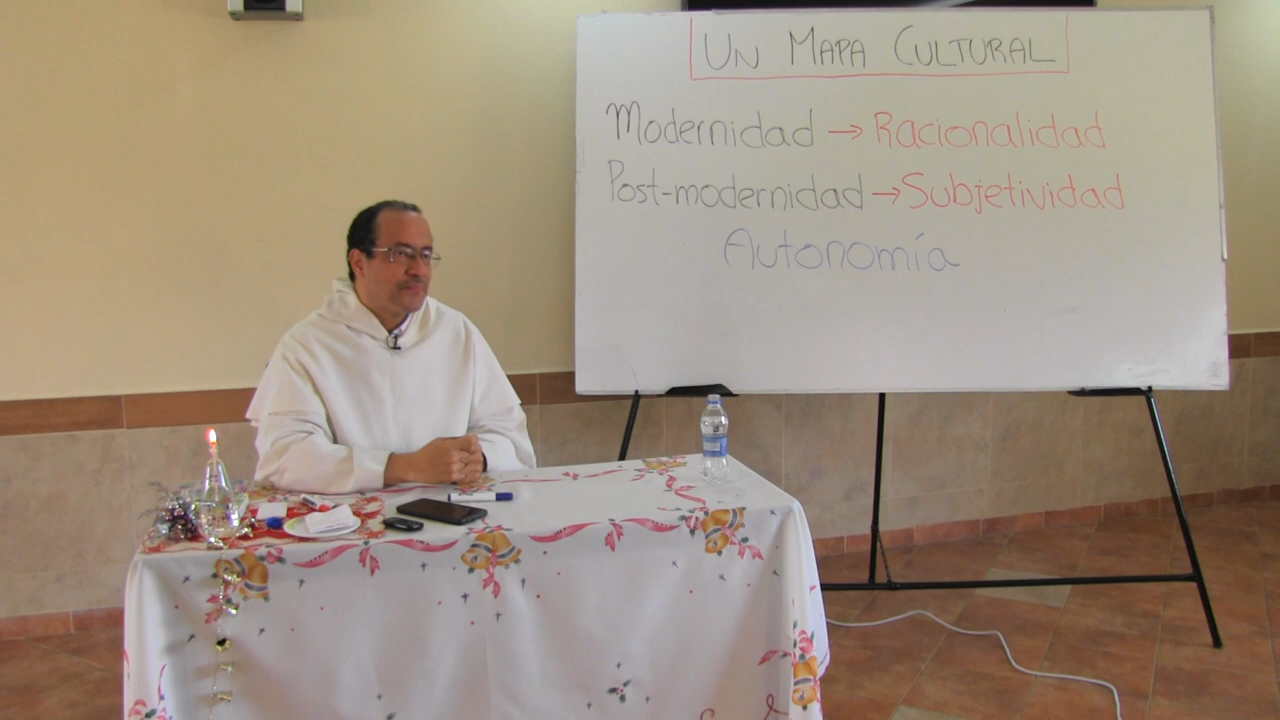 UN MAPA CULTURAL
Modernidad → Racionalidad
Post-modernidad → Subjetividad
Autonomía